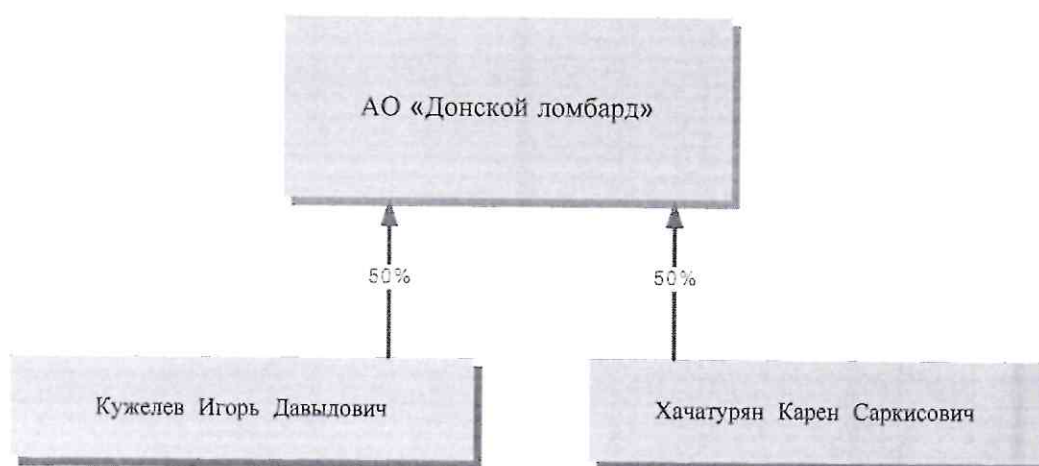 АО «Донской ломбард»
50%
50%
Кужелев Игорь Давыдович
Хачатурян Карен Саркисович